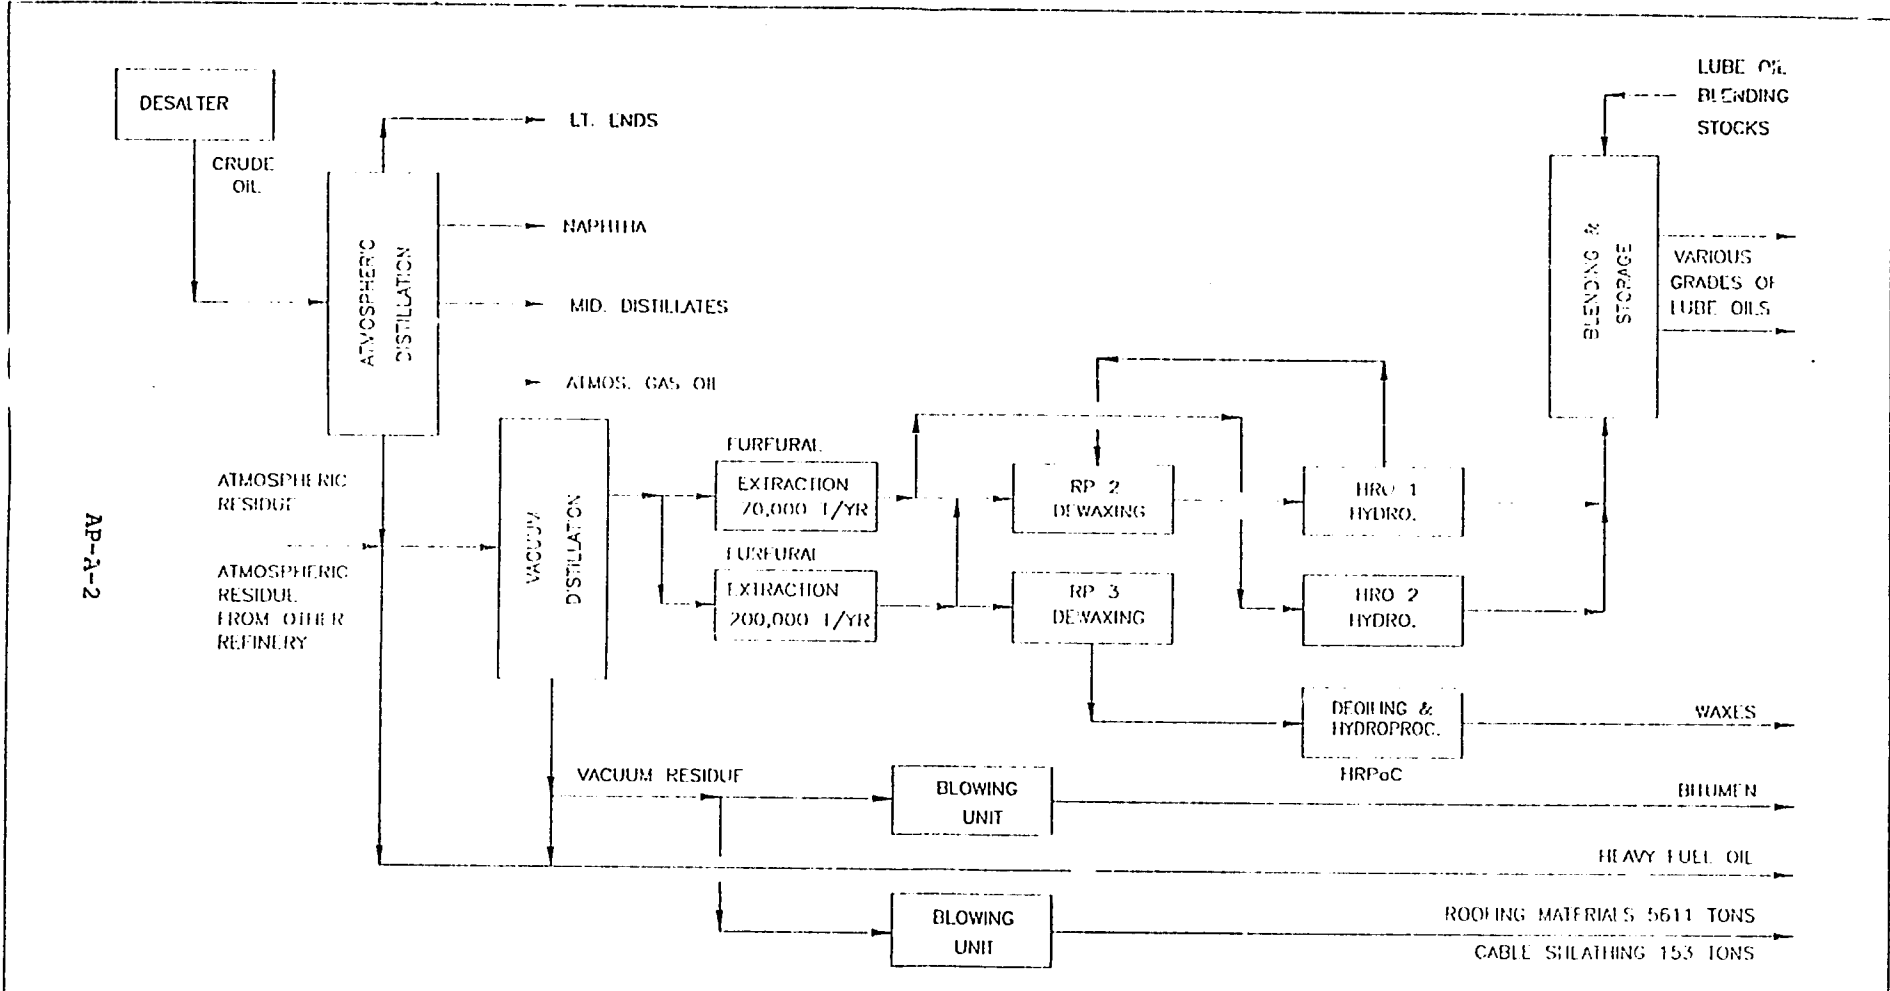 DESALTER
CRUDE
OIL
LT. ENDS
NAPHTHA
MID. DISTILLATES
ATMOS. GAS OIL
ATMOSPHERIC
DISTILLATION
ATMOSPHERIC
RESIDUE
ATMOSPHERIC
RESIDUE
FROM OTHER
REFINERY
VACUUM
DISTILLATION
FURFURAL
EXTRACTION
70,000 T/YR
FURFURAL
EXTRACTION
200,000 T/YR
RP 2
DEWAXING
RP 3
DEWAXING
HRO 1
HYDRO.
HRO 2
HYDRO.
DEOILING &
HYDROPROC.
HRPaC
LUBE OIL
BLENDING
STOCKS
BLENDING &
STORAGE
VARIOUS
GRADES OF
LUBE OILS
WAXES
VACUUM RESIDUE
BLOWING
UNIT
BITUMEN
HEAVY FUEL OIL
BLOWING
UNIT
ROOFING MATERIALS 5611 TONS
CABLE SHEATHING 153 TONS
AP-A-2